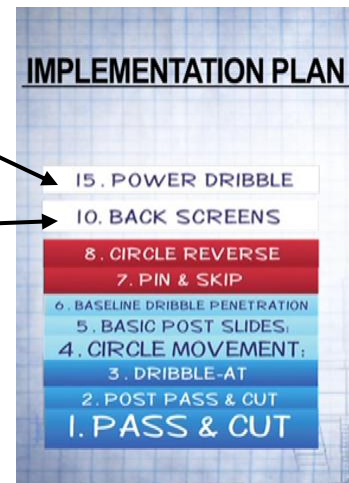 IMPLEMENTATION PLAN
15. POWER DRIBBLE
10. BACK SCREENS
8. CIRCLE REVERSE
7. PIN & SKIP
6. BASELINE DRIBBLE PENETRATION
5. BASIC POST SLIDES:
4. CIRCLE MOVEMENT:
3. DRIBBLE-AT
2. POST PASS & CUT
1. PASS & CUT